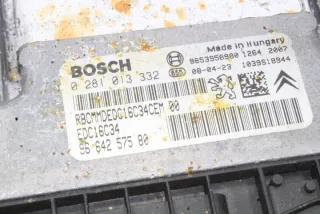 BOSCH
Made in Hungary
0 281 013 332
9653958980 1264 2007
08-04-23 1039S18944
RBCMMDEDC16C34CEM 00
EDC16C34
96 642 575 80